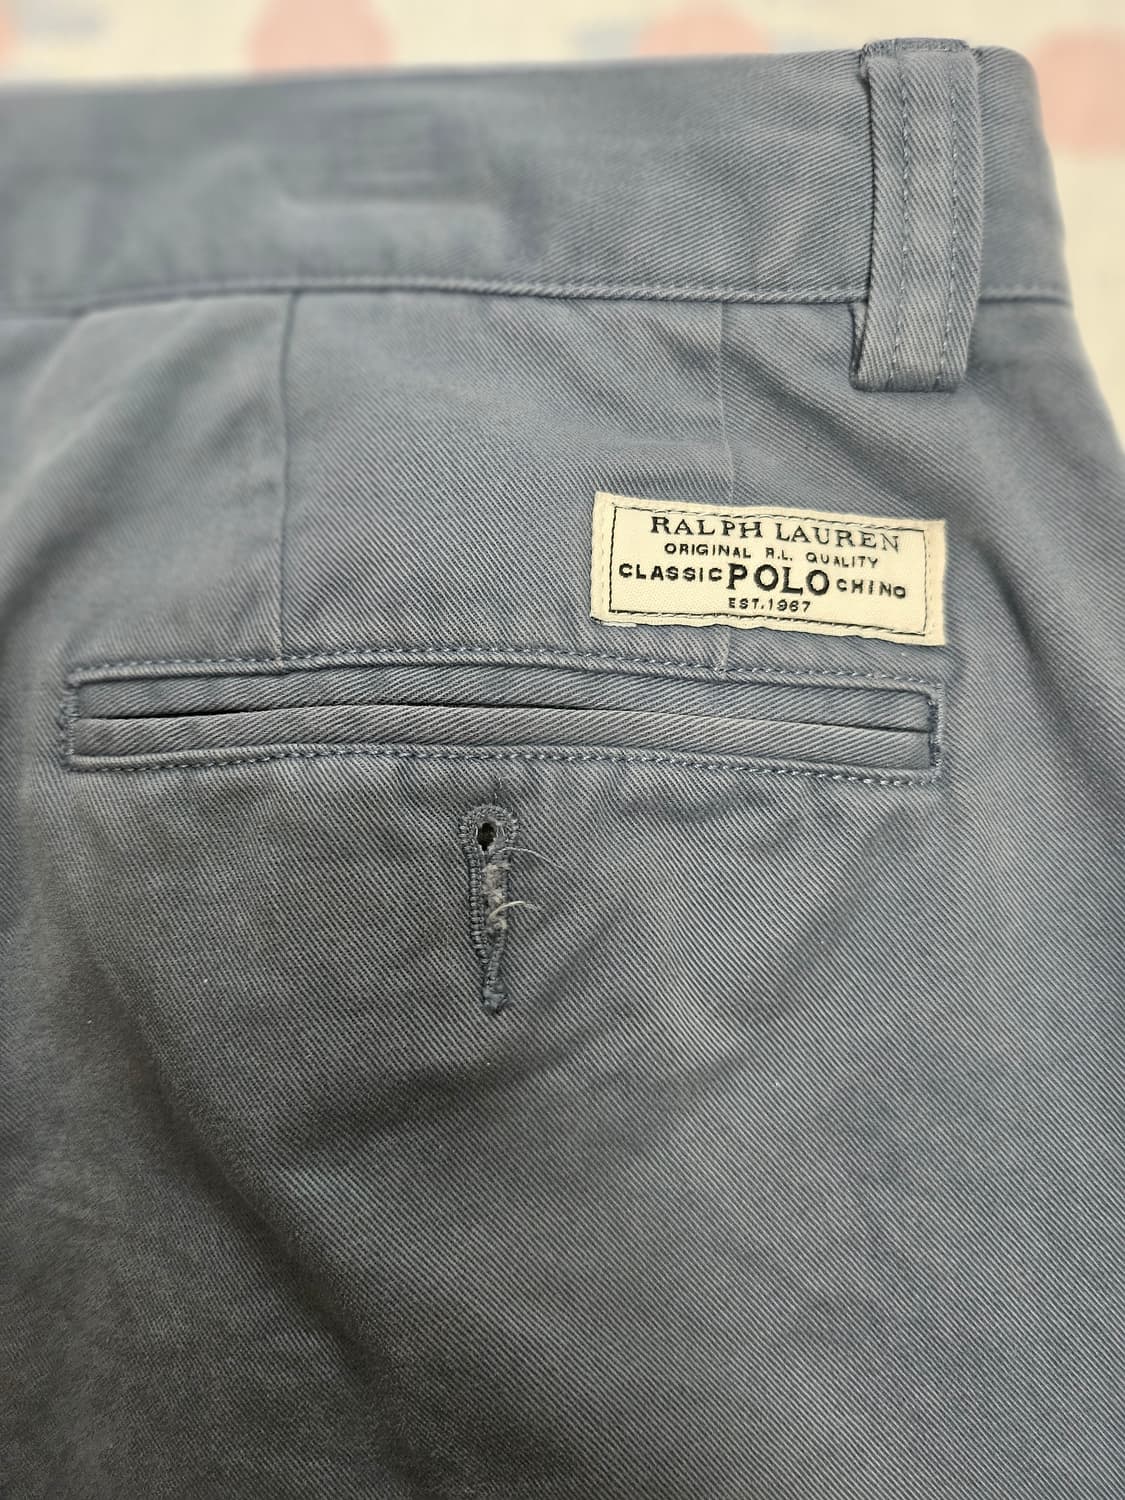 RALPH LAUREN
ORIGINAL R.L. QUALITY
CLASSIC POLO CHINO
EST. 1967